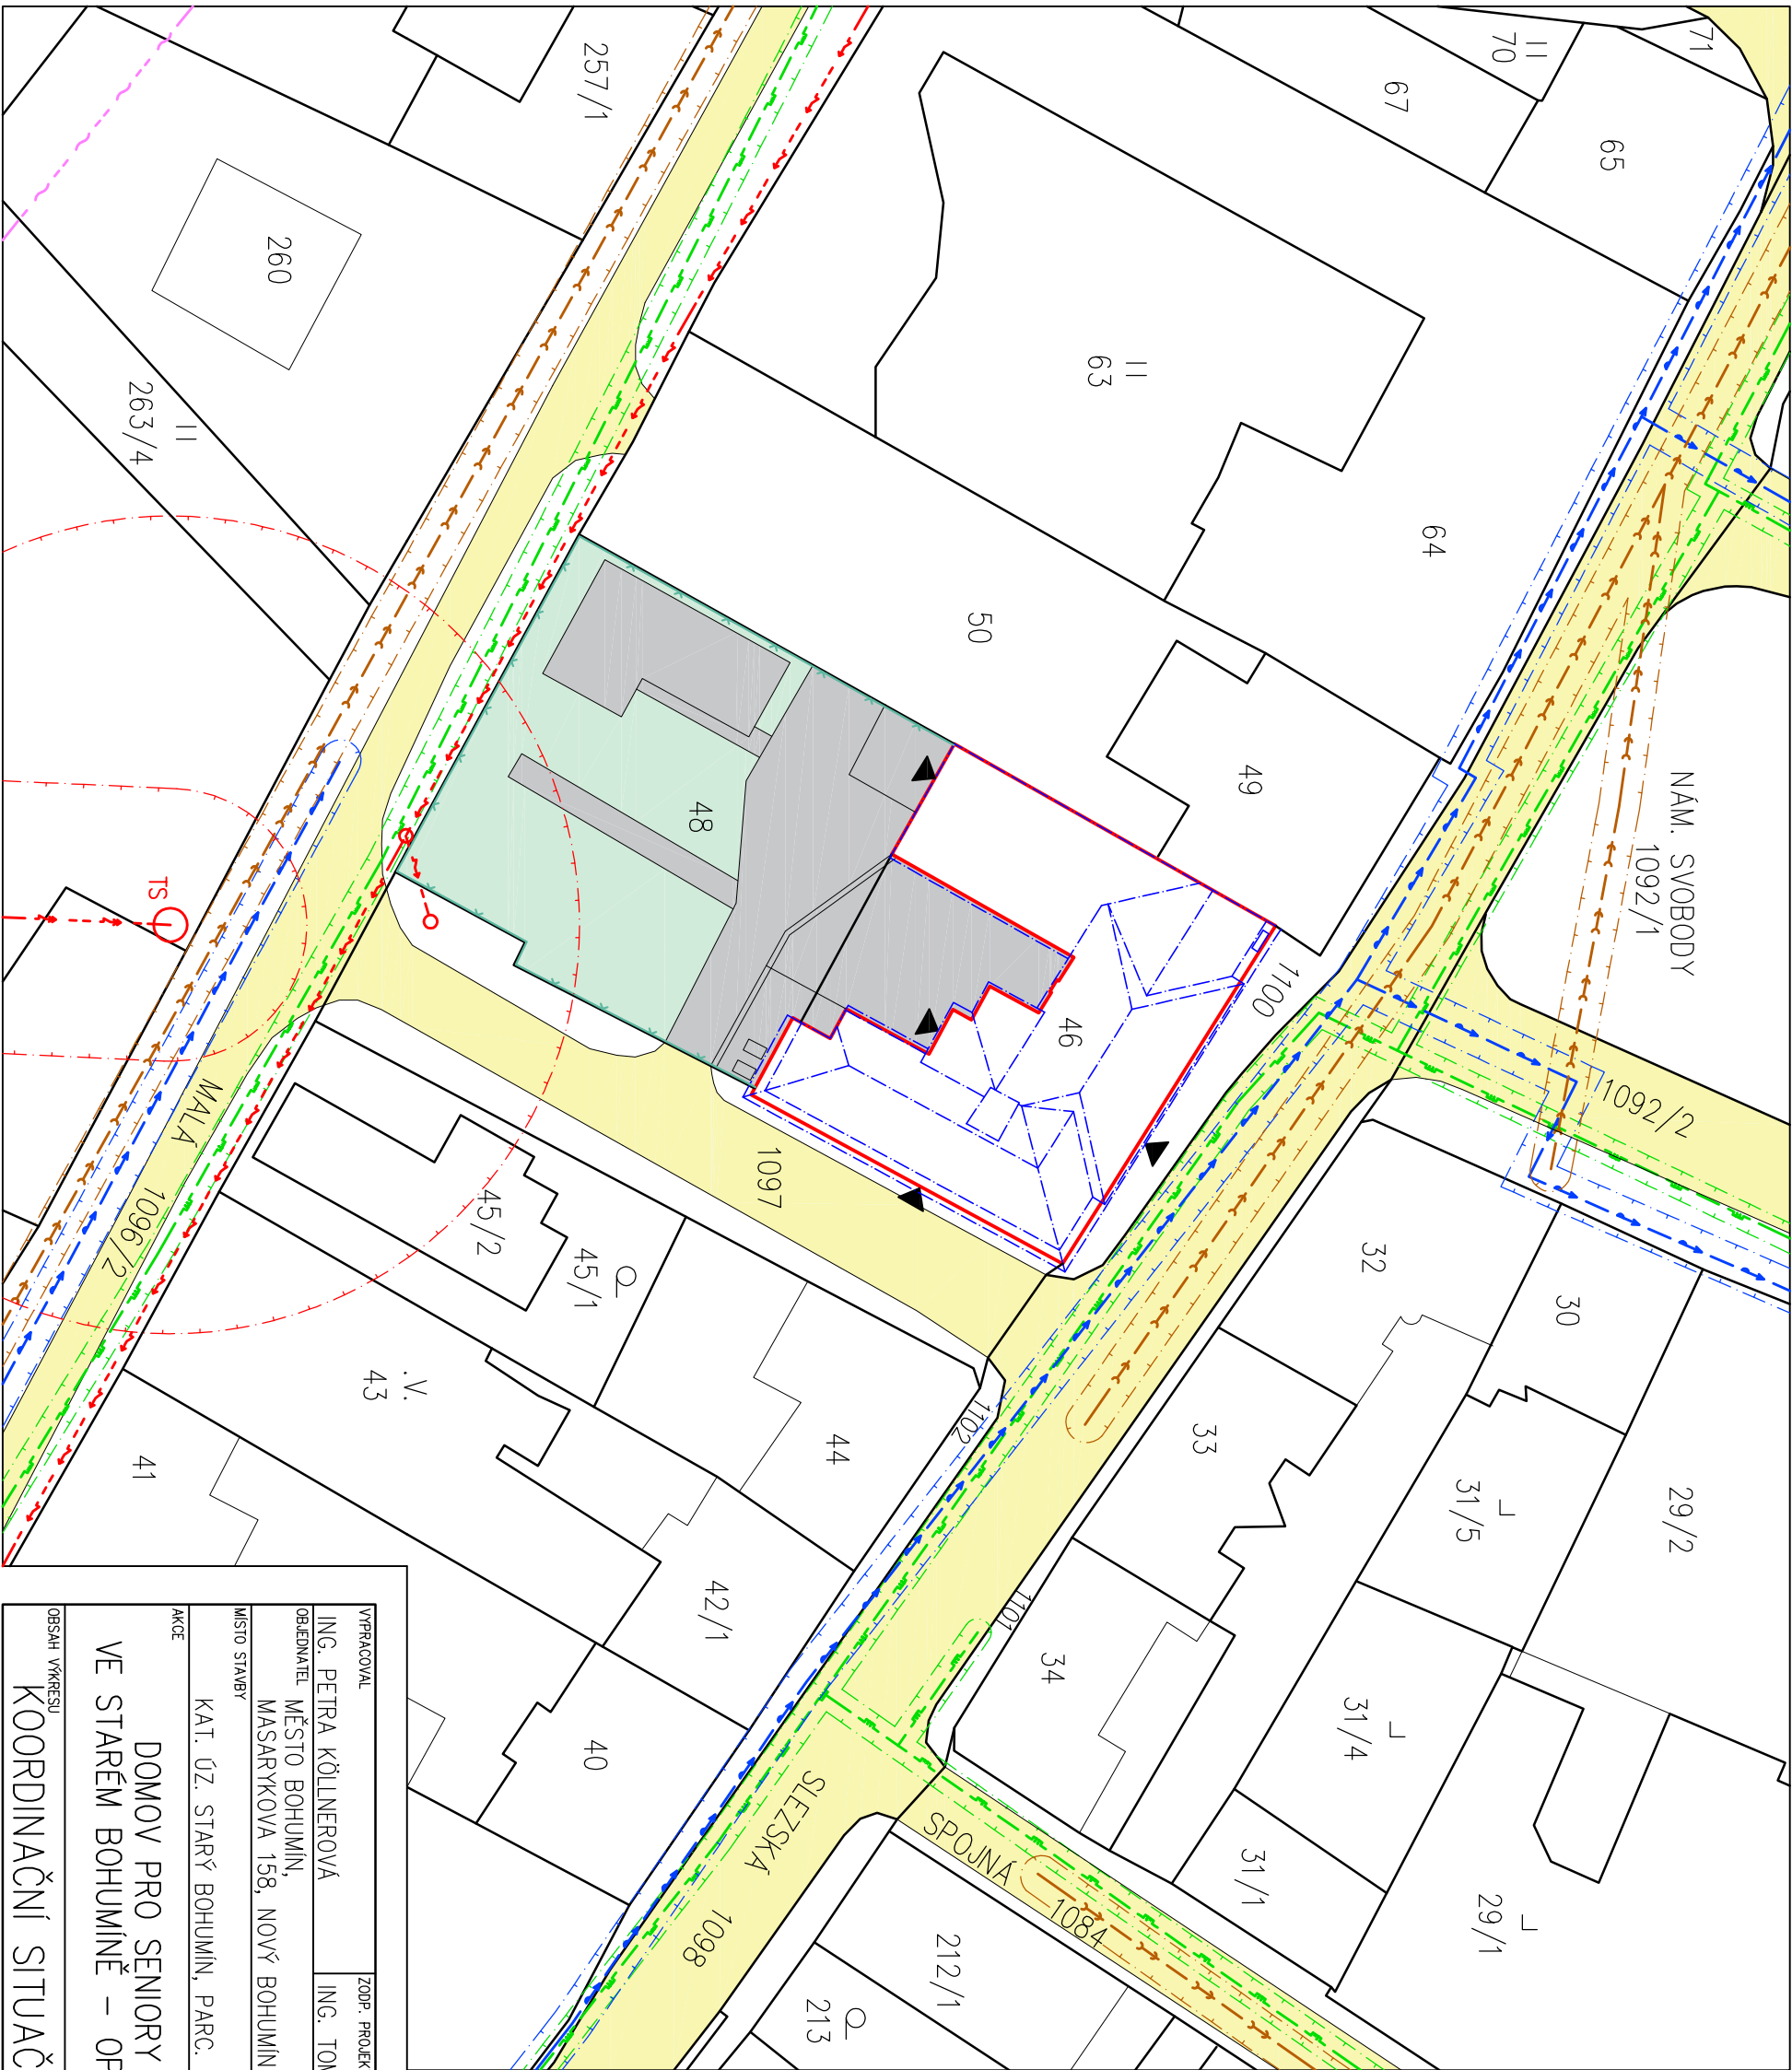 71
II
70
67
65
257/1
260
II
263/4
II
63
64
50
49
48
46
NÁM. SVOBODY
1092/1
1100
1092/2
TS
MALÁ
1096/2
1097
45/2
Q
45/1
.V.
43
41
44
42/1
40
1102
32
30
33
31/5
29/2
1101
34
31/4
31/1
29/1
SLEZSKÁ
1098
SPOJNÁ
1084
212/1
Q
213
VYPRACOVAL
ZODP. PROJEK
ING. PETRA KÖLLNEROVÁ
ING. TOM
OBJEDNATEL
MĚSTO BOHUMÍN,
MASARYKOVA 158, NOVÝ BOHUMÍN
MÍSTO STAVBY
KAT. ÚZ. STARÝ BOHUMÍN, PARC.
AKCE
DOMOV PRO SENIORY
VE STARÉM BOHUMÍNĚ – OP
OBSAH VÝKRESU
KOORDINAČNÍ SITUAČ